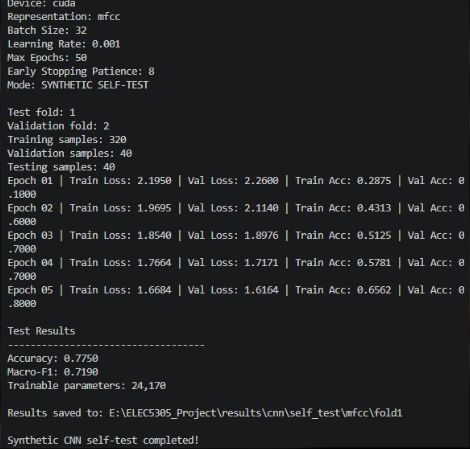 Device: cuda
Representation: mfcc
Batch Size: 32
Learning Rate: 0.001
Max Epochs: 50
Early Stopping Patience: 8
Mode: SYNTHETIC SELF-TEST
Test fold: 1
Validation fold: 2
Training samples: 320
Validation samples: 40
Testing samples: 40
Epoch 01 | Train Loss: 2.1950 | Val Loss: 2.2600 | Train Acc: 0.2875 | Val Acc: 0
.1000
Epoch 02 | Train Loss: 1.9695 | Val Loss: 2.1140 | Train Acc: 0.4313 | Val Acc: 0
.6000
Epoch 03 | Train Loss: 1.8540 | Val Loss: 1.8976 | Train Acc: 0.5125 | Val Acc: 0
.7000
Epoch 04 | Train Loss: 1.7664 | Val Loss: 1.7171 | Train Acc: 0.5781 | Val Acc: 0
.7000
Epoch 05 | Train Loss: 1.6684 | Val Loss: 1.6164 | Train Acc: 0.6562 | Val Acc: 0
.8000
Test Results
-----------------------------------
Accuracy: 0.7750
Macro-F1: 0.7190
Trainable parameters: 24,170
Results saved to: E:\ELEC5305_Project\results\cnn\self_test\mfcc\fold1
Synthetic CNN self-test completed!